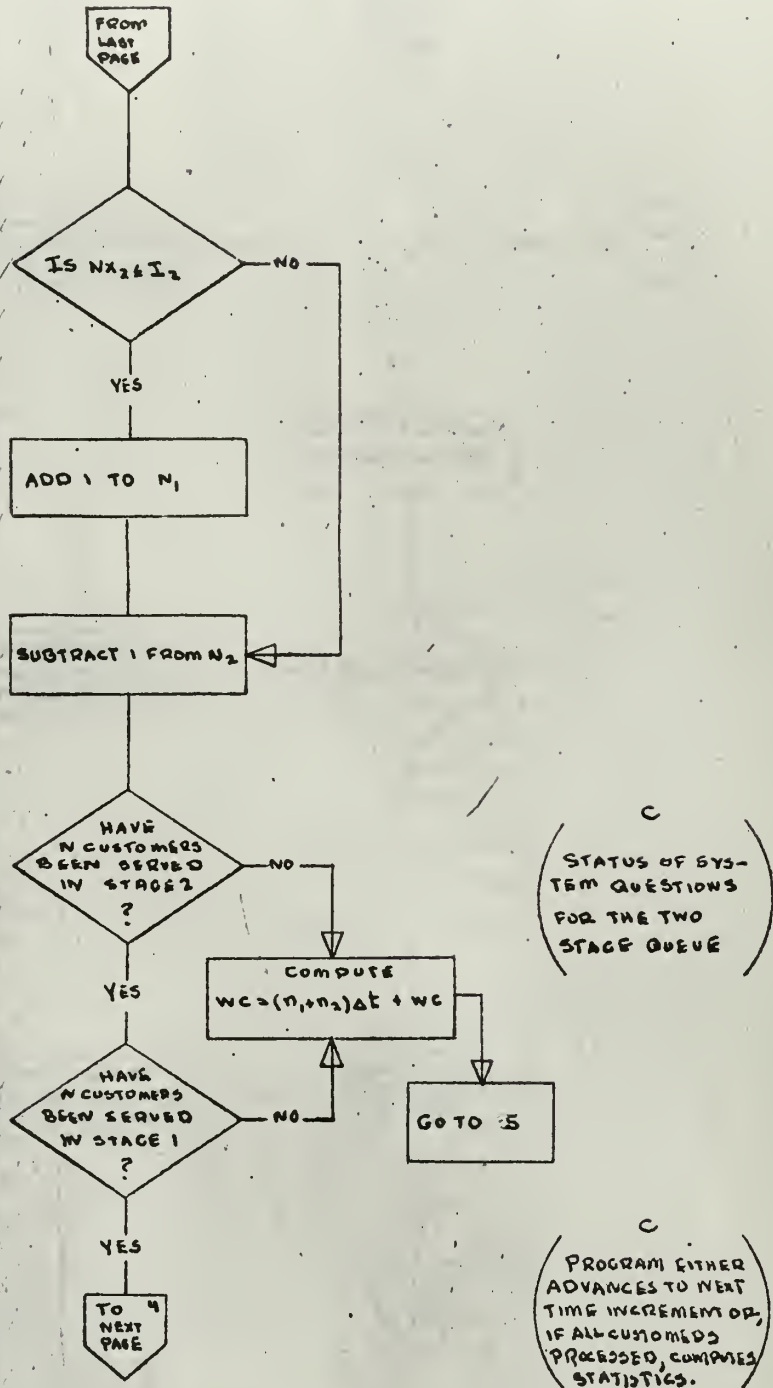 FROM
LAST
PAGE
IS NX₂ ≤ I₂
NO
YES
ADD 1 TO N₁
SUBTRACT 1 FROM N₂
HAVE
N CUSTOMERS
BEEN SERVED
IN STAGE 2
?
NO
YES
COMPUTE
WC = (n₁+n₂)Δt + WC
GO TO 5
HAVE
N CUSTOMERS
BEEN SERVED
IN STAGE 1
?
NO
YES
TO 4
NEXT
PAGE
C
STATUS OF SYS-
TEM QUESTIONS
FOR THE TWO
STAGE QUEUE
C
PROGRAM EITHER
ADVANCES TO NEXT
TIME INCREMENT OR,
IF ALL CUSTOMERS
PROCESSED, COMPUTES
STATISTICS.